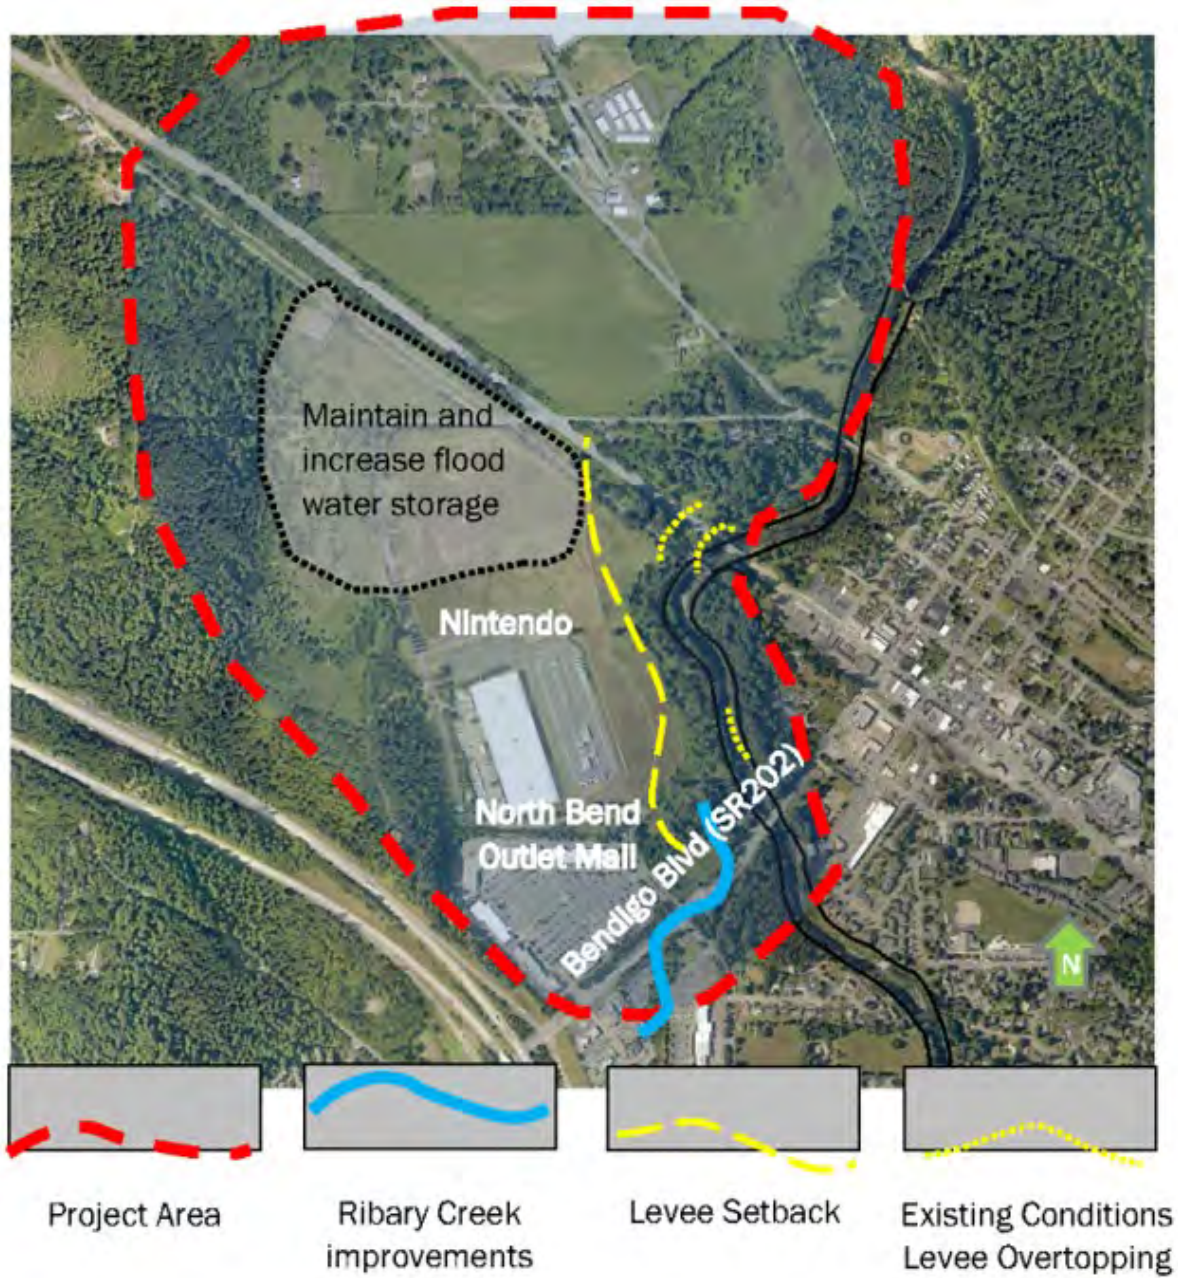 Maintain and
increase flood
water storage
Nintendo
North Bend
Outlet Mall
Bendigo Blvd (SR202)
N
Project Area
Ribary Creek
improvements
Levee Setback
Existing Conditions
Levee Overtopping